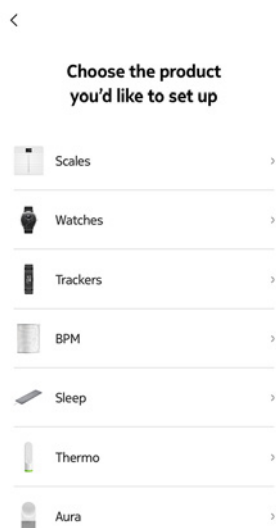 Choose the product
you’d like to set up
Scales
Watches
Trackers
BPM
Sleep
Thermo
Aura